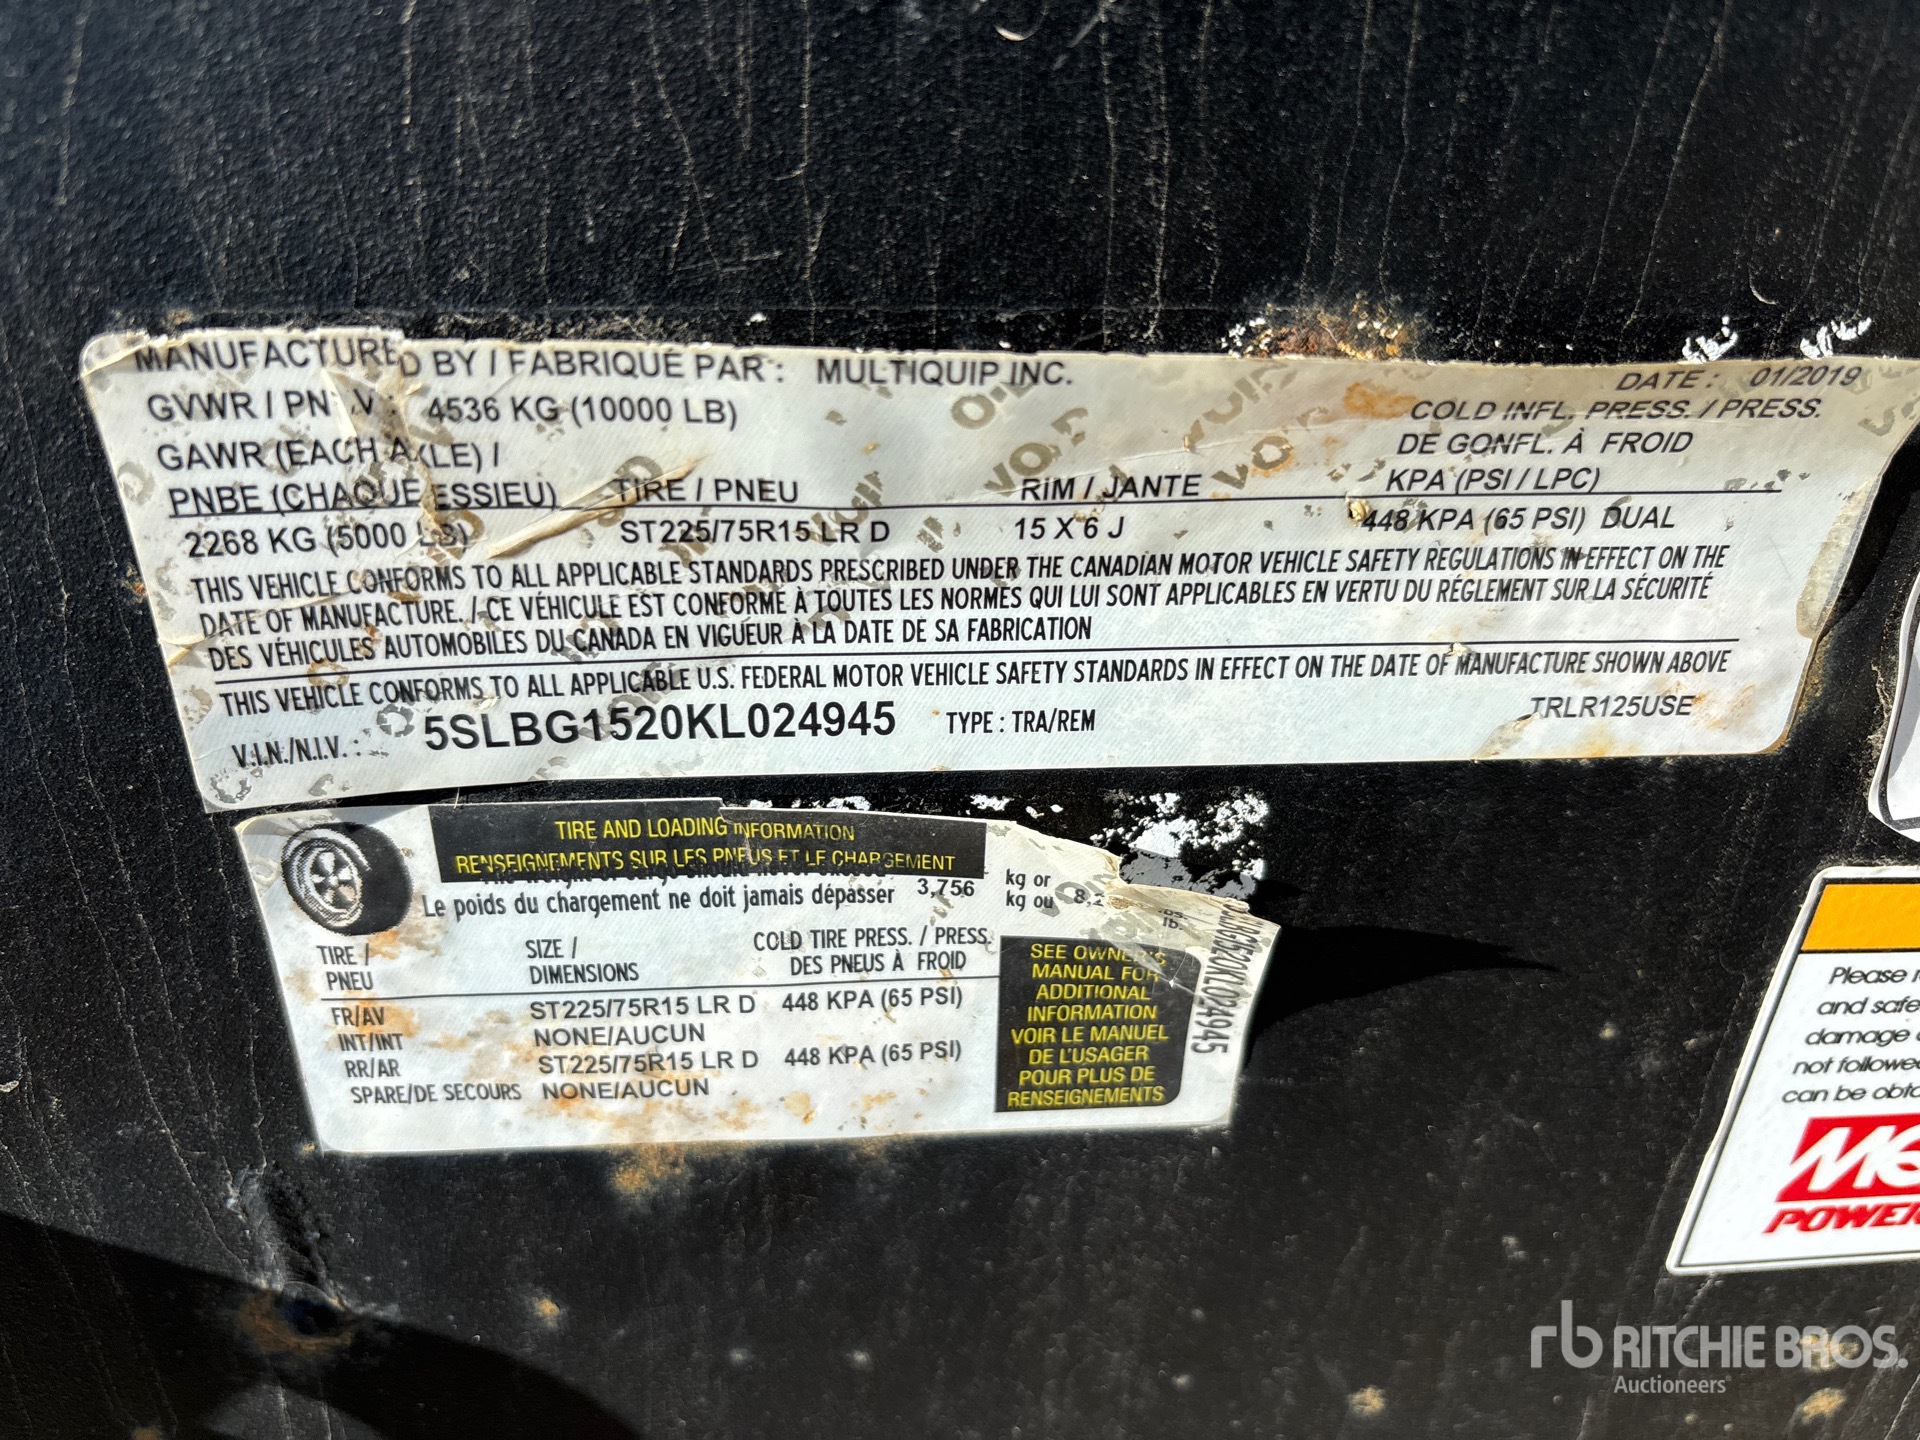 MANUFACTURED BY / FABRIQUÉ PAR : MULTIQUIP INC.
DATE : 01/2019
GVWR / PN V : 4536 KG (10000 LB)
COLD INFL. PRESS. / PRESS.
DE GONFL. À FROID
GAWR (EACH AXLE) /
PNBE (CHAQUE ESSIEU) TIRE / PNEU RIM / JANTE KPA (PSI / LPC)
2268 KG (5000 LB) ST225/75R15 LR D 15 X 6 J 448 KPA (65 PSI) DUAL
THIS VEHICLE CONFORMS TO ALL APPLICABLE STANDARDS PRESCRIBED UNDER THE CANADIAN MOTOR VEHICLE SAFETY REGULATIONS IN EFFECT ON THE
DATE OF MANUFACTURE. / CE VÉHICULE EST CONFORME À TOUTES LES NORMES QUI LUI SONT APPLICABLES EN VERTU DU RÈGLEMENT SUR LA SÉCURITÉ
DES VÉHICULES AUTOMOBILES DU CANADA EN VIGUEUR À LA DATE DE SA FABRICATION
THIS VEHICLE CONFORMS TO ALL APPLICABLE U.S. FEDERAL MOTOR VEHICLE SAFETY STANDARDS IN EFFECT ON THE DATE OF MANUFACTURE SHOWN ABOVE
V.I.N./N.I.V. : 5SLBG1520KL024945 TYPE : TRA/REM TRLR125USE
TIRE AND LOADING INFORMATION
RENSEIGNEMENTS SUR LES PNEUS ET LE CHARGEMENT
Le poids du chargement ne doit jamais dépasser 3,756
kg or
kg ou
TIRE / SIZE / COLD TIRE PRESS. / PRESS.
PNEU DIMENSIONS DES PNEUS À FROID
FR/AV ST225/75R15 LR D 448 KPA (65 PSI)
INT/INT NONE/AUCUN
RR/AR ST225/75R15 LR D 448 KPA (65 PSI)
SPARE/DE SECOURS NONE/AUCUN
SEE OWNER'S
MANUAL FOR
ADDITIONAL
INFORMATION
VOIR LE MANUEL
DE L'USAGER
POUR PLUS DE
RENSEIGNEMENTS
Please
and safe
damage
not followed
can be
POWER
rb RITCHIE BROS.
Auctioneers